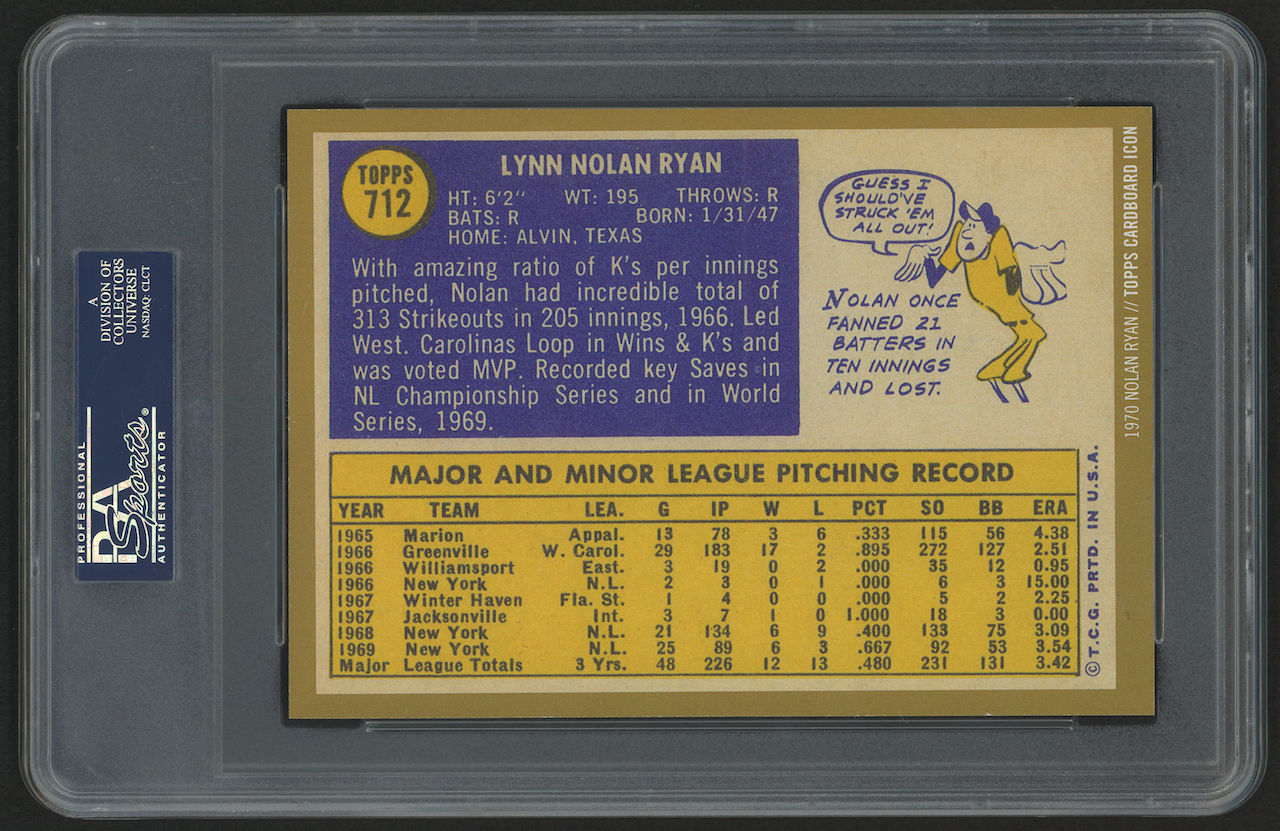 TOPPS
712
LYNN NOLAN RYAN
HT: 6'2" WT: 195 THROWS: R
BATS: R BORN: 1/31/47
HOME: ALVIN, TEXAS
With amazing ratio of K's per innings
pitched, Nolan had incredible total of
313 Strikeouts in 205 innings, 1966. Led
West. Carolinas Loop in Wins & K's and
was voted MVP. Recorded key Saves in
NL Championship Series and in World
Series, 1969.
GUESS I
SHOULD'VE
STRUCK 'EM
ALL OUT!
NOLAN ONCE
FANNED 21
BATTERS IN
TEN INNINGS
AND LOST.
MAJOR AND MINOR LEAGUE PITCHING RECORD
YEAR TEAM LEA. G IP W L PCT SO BB ERA
1965 Marion Appal. 13 78 3 6 .333 115 56 4.38
1966 Greenville W. Carol. 29 183 17 2 .895 272 127 2.51
1966 Williamsport East. 3 19 0 2 .000 35 12 0.95
1966 New York N.L. 2 3 0 1 .000 6 3 15.00
1967 Winter Haven Fla. St. 1 4 0 0 .000 5 2 2.25
1967 Jacksonville Int. 3 7 1 0 1.000 18 3 0.00
1968 New York N.L. 21 134 6 9 .400 133 75 3.09
1969 New York N.L. 25 89 6 3 .667 92 53 3.54
Major League Totals 3 Yrs. 48 226 12 13 .480 231 131 3.42
© T.C.G. PRTD. IN U.S.A.
1970 NOLAN RYAN // TOPPS CARDBOARD ICON
A
DIVISION OF
COLLECTORS
UNIVERSE
NASDAQ: CLCT
PROFESSIONAL
PSA
Sports®
AUTHENTICATOR